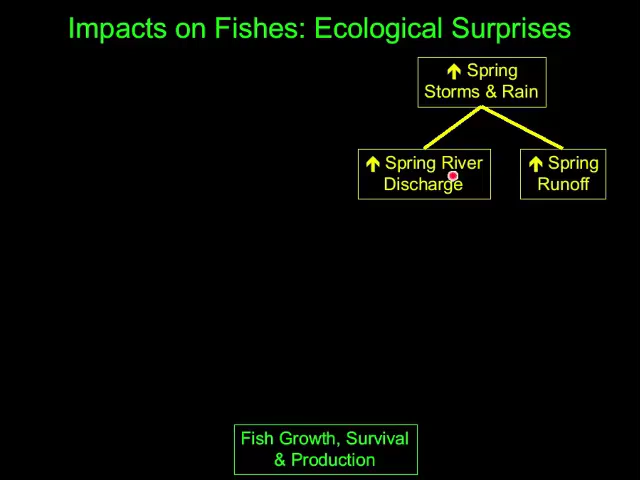 Impacts on Fishes: Ecological Surprises
🡅 Spring
Storms & Rain
🡅 Spring River
Discharge
🡅 Spring
Runoff
Fish Growth, Survival
& Production